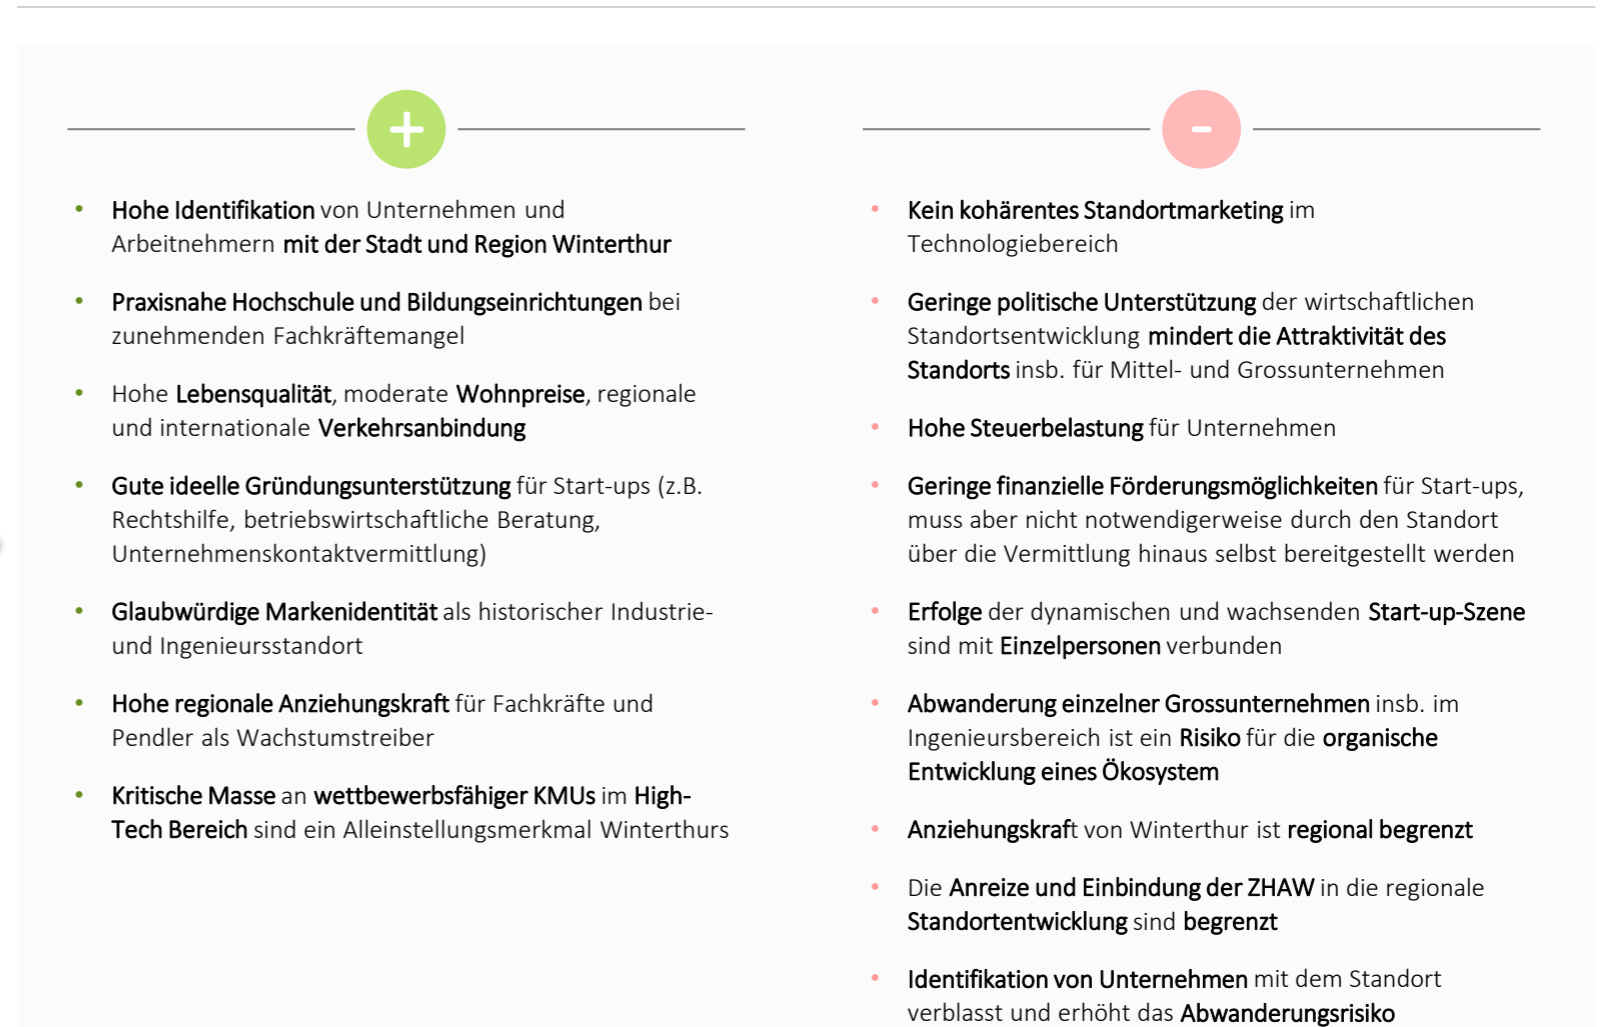 +
• Hohe Identifikation von Unternehmen und
Arbeitnehmern mit der Stadt und Region Winterthur
• Praxisnahe Hochschule und Bildungseinrichtungen bei
zunehmenden Fachkräftemangel
• Hohe Lebensqualität, moderate Wohnpreise, regionale
und internationale Verkehrsanbindung
• Gute ideelle Gründungsunterstützung für Start-ups (z.B.
Rechtshilfe, betriebswirtschaftliche Beratung,
Unternehmenskontaktvermittlung)
• Glaubwürdige Markenidentität als historischer Industrie-
und Ingenieursstandort
• Hohe regionale Anziehungskraft für Fachkräfte und
Pendler als Wachstumstreiber
• Kritische Masse an wettbewerbsfähiger KMUs im High-
Tech Bereich sind ein Alleinstellungsmerkmal Winterthurs
-
• Kein kohärentes Standortmarketing im
Technologiebereich
• Geringe politische Unterstützung der wirtschaftlichen
Standortsentwicklung mindert die Attraktivität des
Standorts insb. für Mittel- und Grossunternehmen
• Hohe Steuerbelastung für Unternehmen
• Geringe finanzielle Förderungsmöglichkeiten für Start-ups,
muss aber nicht notwendigerweise durch den Standort
über die Vermittlung hinaus selbst bereitgestellt werden
• Erfolge der dynamischen und wachsenden Start-up-Szene
sind mit Einzelpersonen verbunden
• Abwanderung einzelner Grossunternehmen insb. im
Ingenieursbereich ist ein Risiko für die organische
Entwicklung eines Ökosystem
• Anziehungskraft von Winterthur ist regional begrenzt
• Die Anreize und Einbindung der ZHAW in die regionale
Standortentwicklung sind begrenzt
• Identifikation von Unternehmen mit dem Standort
verblasst und erhöht das Abwanderungsrisiko